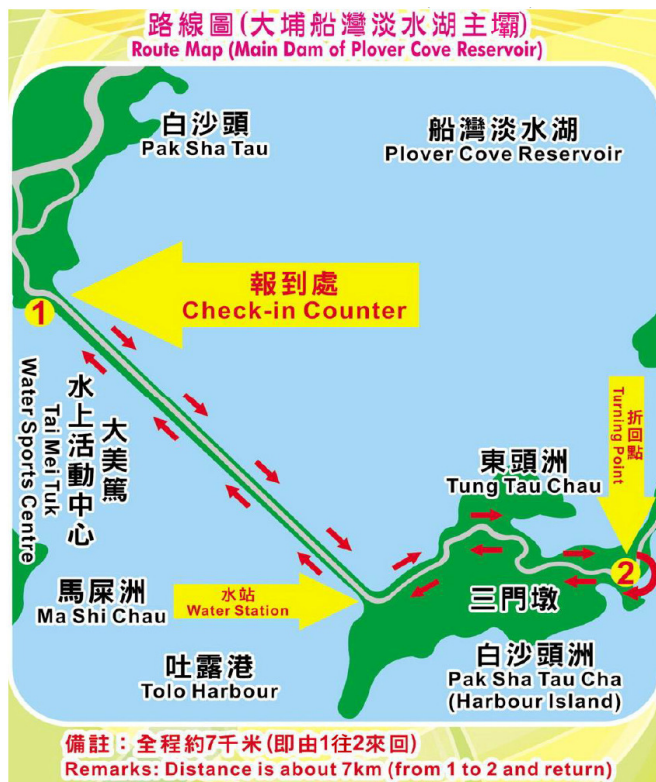 路線圖(大埔船灣淡水湖主壩)
Route Map (Main Dam of Plover Cove Reservoir)
白沙頭
Pak Sha Tau
船灣淡水湖
Plover Cove Reservoir
報到處
Check-in Counter
1
大美篤
水上活動中心
Tai Mei Tuk
Water Sports Centre
折回點
Turning Point
東頭洲
Tung Tau Chau
2
馬屎洲
Ma Shi Chau
水站
Water Station
三門墩
吐露港
Tolo Harbour
白沙頭洲
Pak Sha Tau Cha
(Harbour Island)
備註：全程約7千米(即由1往2來回)
Remarks: Distance is about 7km (from 1 to 2 and return)